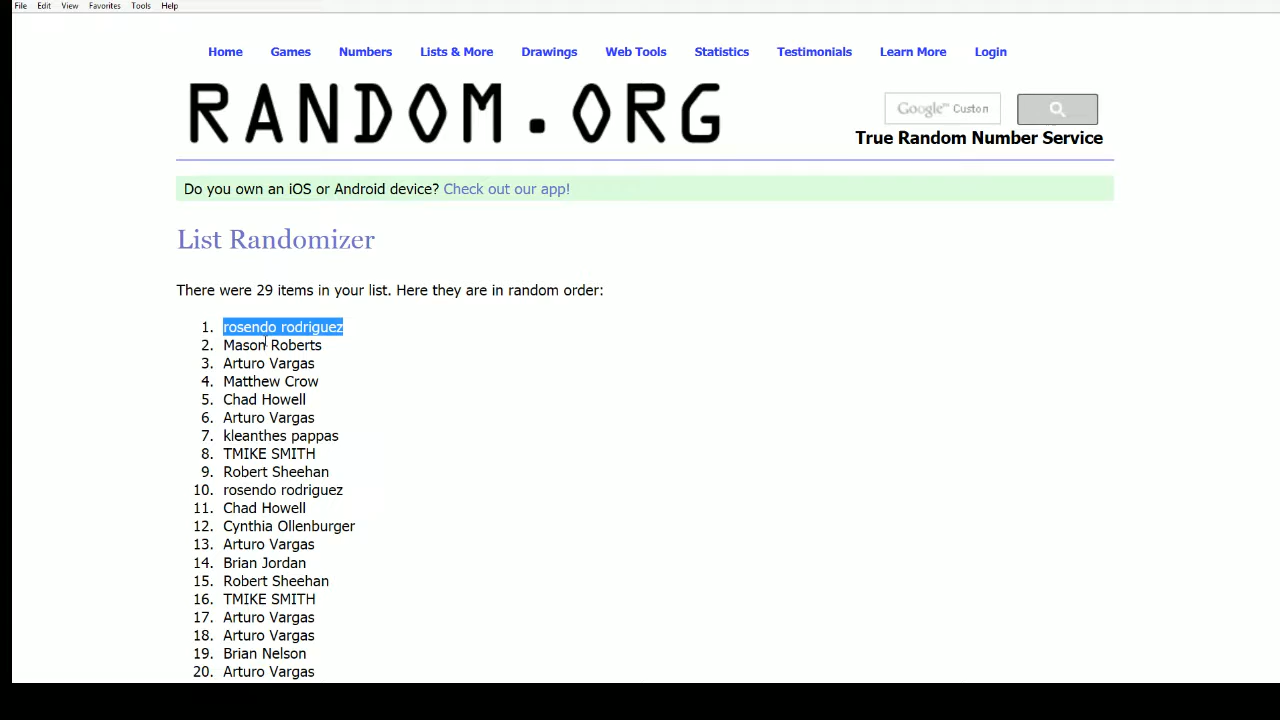 File Edit View Favorites Tools Help
Home Games Numbers Lists & More Drawings Web Tools Statistics Testimonials Learn More Login
RANDOM.ORG
Google™ Custon
True Random Number Service
Do you own an iOS or Android device? Check out our app!
List Randomizer
There were 29 items in your list. Here they are in random order:
1. rosendo rodriguez
2. Mason Roberts
3. Arturo Vargas
4. Matthew Crow
5. Chad Howell
6. Arturo Vargas
7. kleanthes pappas
8. TMIKE SMITH
9. Robert Sheehan
10. rosendo rodriguez
11. Chad Howell
12. Cynthia Ollenburger
13. Arturo Vargas
14. Brian Jordan
15. Robert Sheehan
16. TMIKE SMITH
17. Arturo Vargas
18. Arturo Vargas
19. Brian Nelson
20. Arturo Vargas